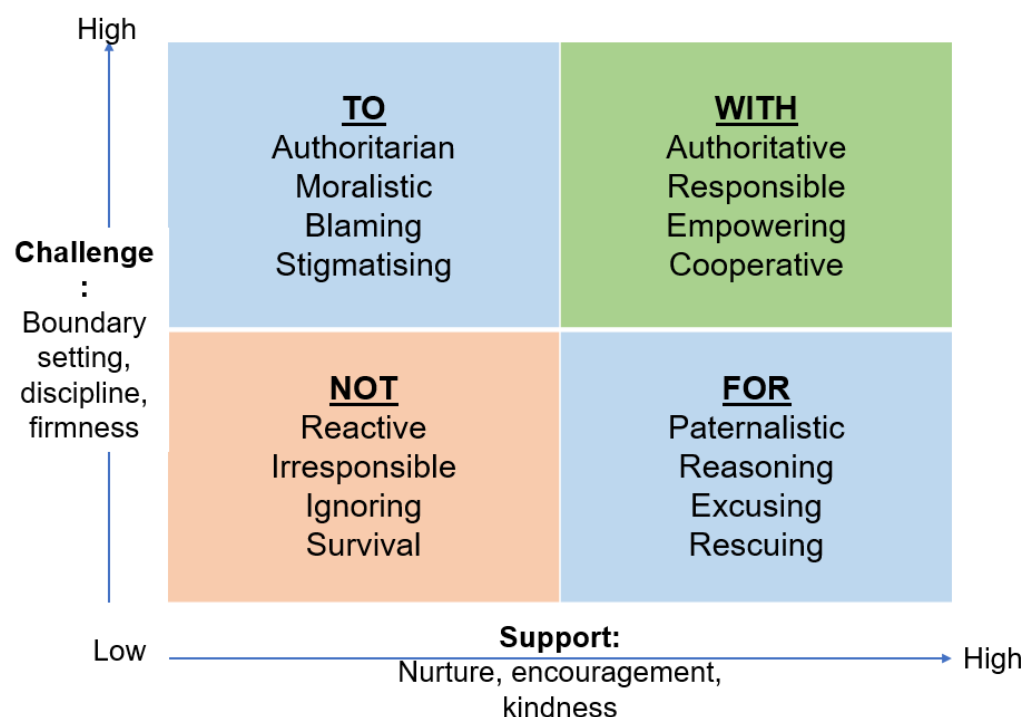 High
TO
Authoritarian
Moralistic
Blaming
Stigmatising
WITH
Authoritative
Responsible
Empowering
Cooperative
Challenge
:
Boundary
setting,
discipline,
firmness
NOT
Reactive
Irresponsible
Ignoring
Survival
FOR
Paternalistic
Reasoning
Excusing
Rescuing
Low
Support:
Nurture, encouragement,
kindness
High